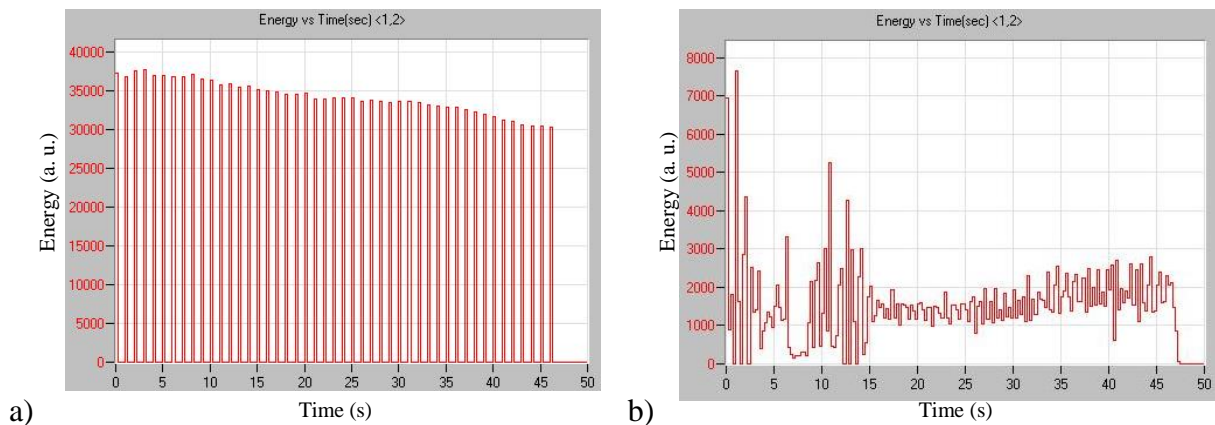 Energy vs Time(sec) <1,2>
40000
35000
30000
25000
20000
15000
10000
5000
0
Energy (a. u.)
0 5 10 15 20 25 30 35 40 45 50
Time (s)
a)
Energy vs Time(sec) <1,2>
8000
7000
6000
5000
4000
3000
2000
1000
0
Energy (a. u.)
0 5 10 15 20 25 30 35 40 45 50
Time (s)
b)